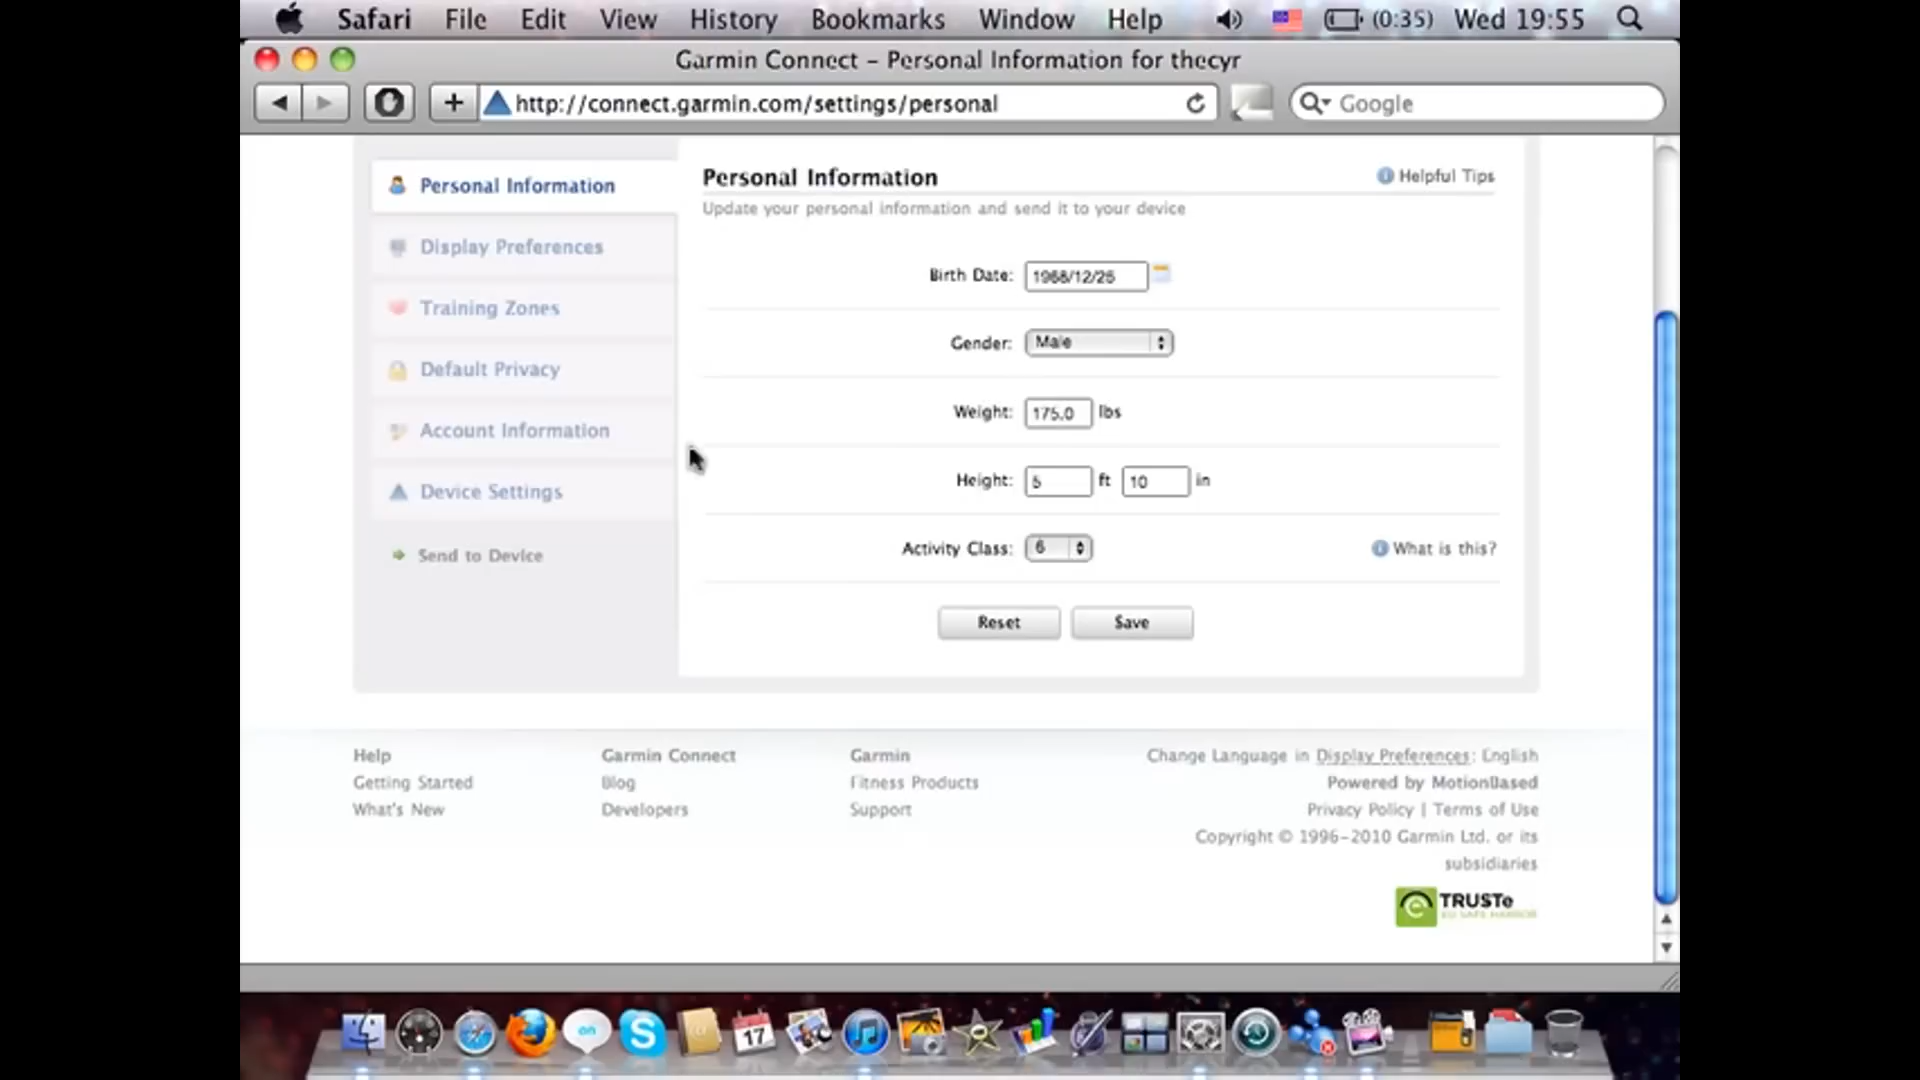 Safari File Edit View History Bookmarks Window Help (0:35) Wed 19:55
Garmin Connect – Personal Information for thecyr
http://connect.garmin.com/settings/personal Google
Personal Information
Display Preferences
Training Zones
Default Privacy
Account Information
Device Settings
Send to Device
Personal Information Helpful Tips
Update your personal information and send it to your device
Birth Date: 1968/12/25
Gender: Male
Weight: 175.0 lbs
Height: 5 ft 10 in
Activity Class: 6 What is this?
Reset Save
Help
Getting Started
What's New
Garmin Connect
Blog
Developers
Garmin
Fitness Products
Support
Change Language in Display Preferences: English
Powered by MotionBased
Privacy Policy | Terms of Use
Copyright © 1996–2010 Garmin Ltd. or its
subsidiaries
TRUSTe
EU SAFE HARBOR
on
17